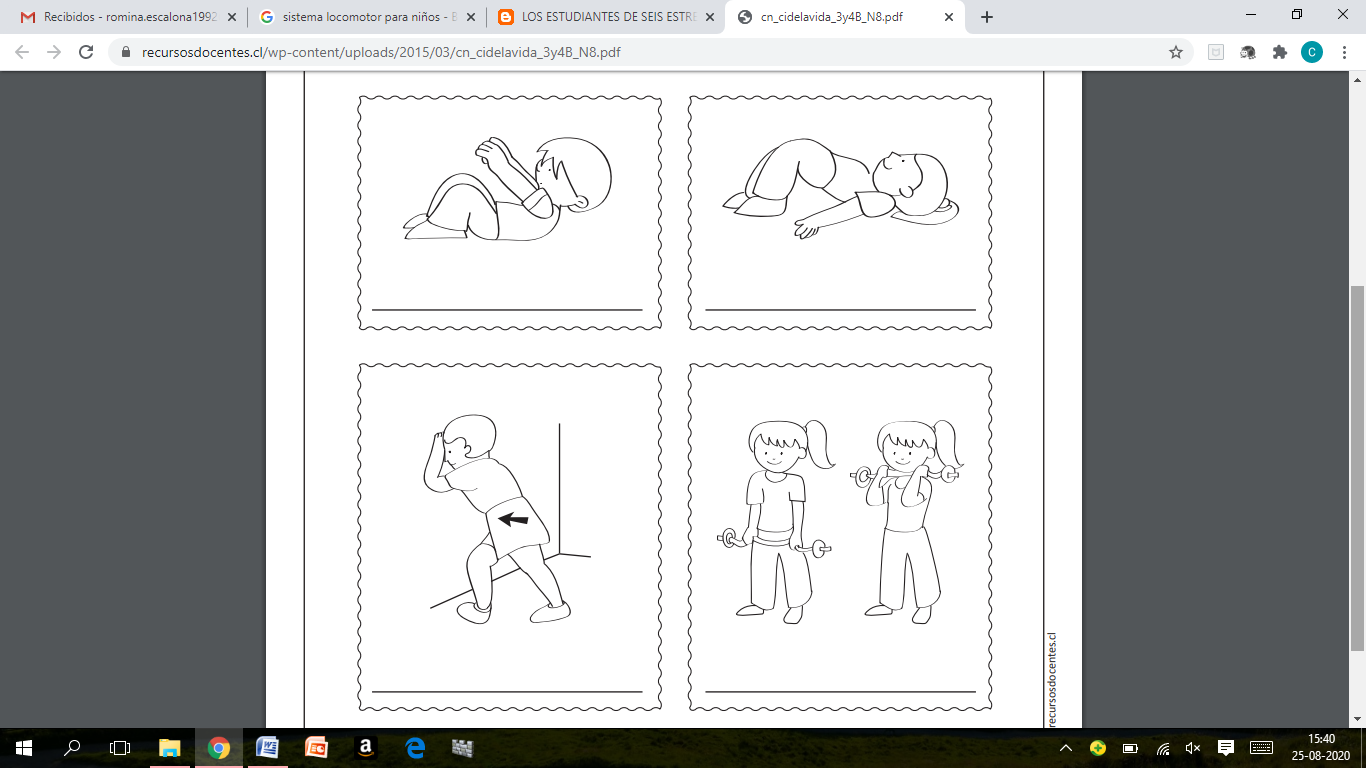 Recibidos - romina.escalona1992
sistema locomotor para niños - B
LOS ESTUDIANTES DE SEIS ESTRE
cn_cidelavida_3y4B_N8.pdf
recursosdocentes.cl/wp-content/uploads/2015/03/cn_cidelavida_3y4B_N8.pdf
C
recursosdocentes.cl
15:40
25-08-2020